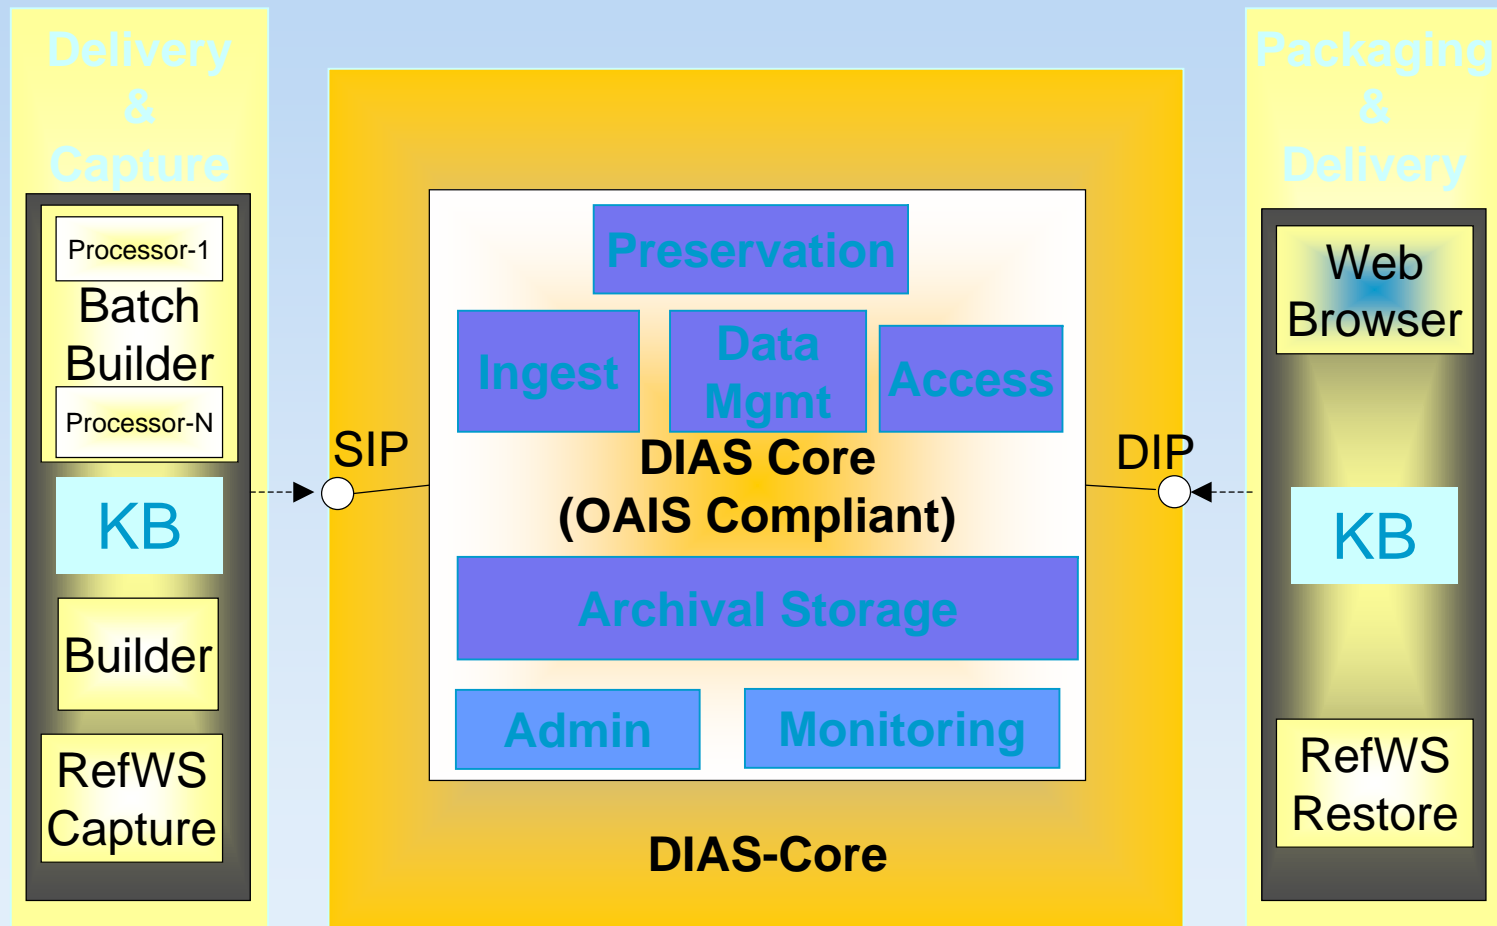 Delivery
&
Capture
Processor-1
Batch
Builder
Processor-N
KB
Builder
RefWS
Capture
SIP
Preservation
Ingest
Data
Mgmt
Access
DIAS Core
(OAIS Compliant)
Archival Storage
Admin
Monitoring
DIAS-Core
DIP
Packaging
&
Delivery
Web
Browser
KB
RefWS
Restore